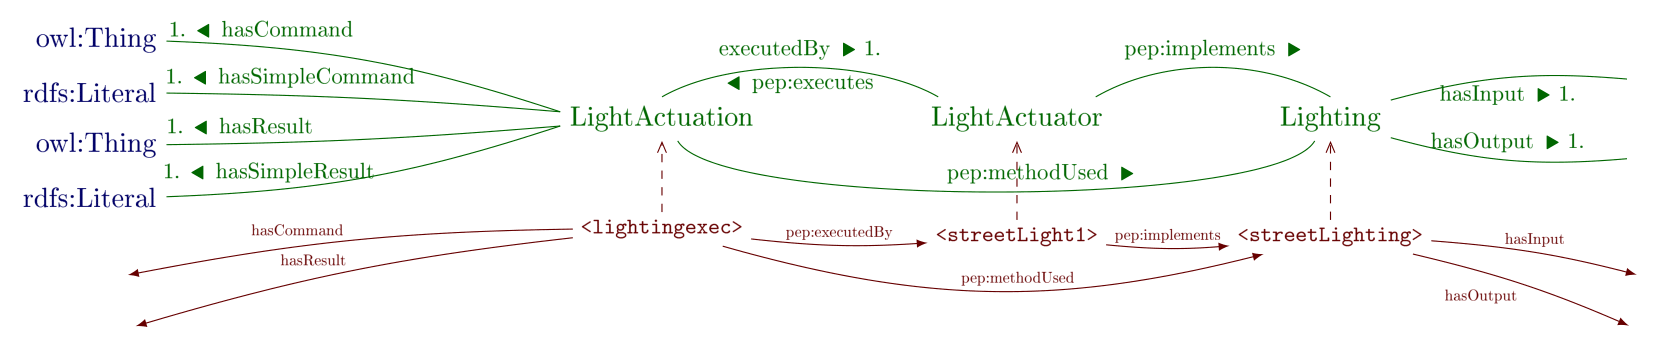 owl:Thing 1. ◀ hasCommand
executedBy ▶ 1.
pep:implements ▶
◀ pep:executes
rdfs:Literal 1. ◀ hasSimpleCommand
hasInput ▶ 1.
LightActuation LightActuator Lighting
owl:Thing 1. ◀ hasResult
hasOutput ▶ 1.
rdfs:Literal 1. ◀ hasSimpleResult
pep:methodUsed ▶
<lightingexec> <streetLight1> <streetLighting>
hasCommand pep:executedBy pep:implements hasInput
hasResult pep:methodUsed hasOutput